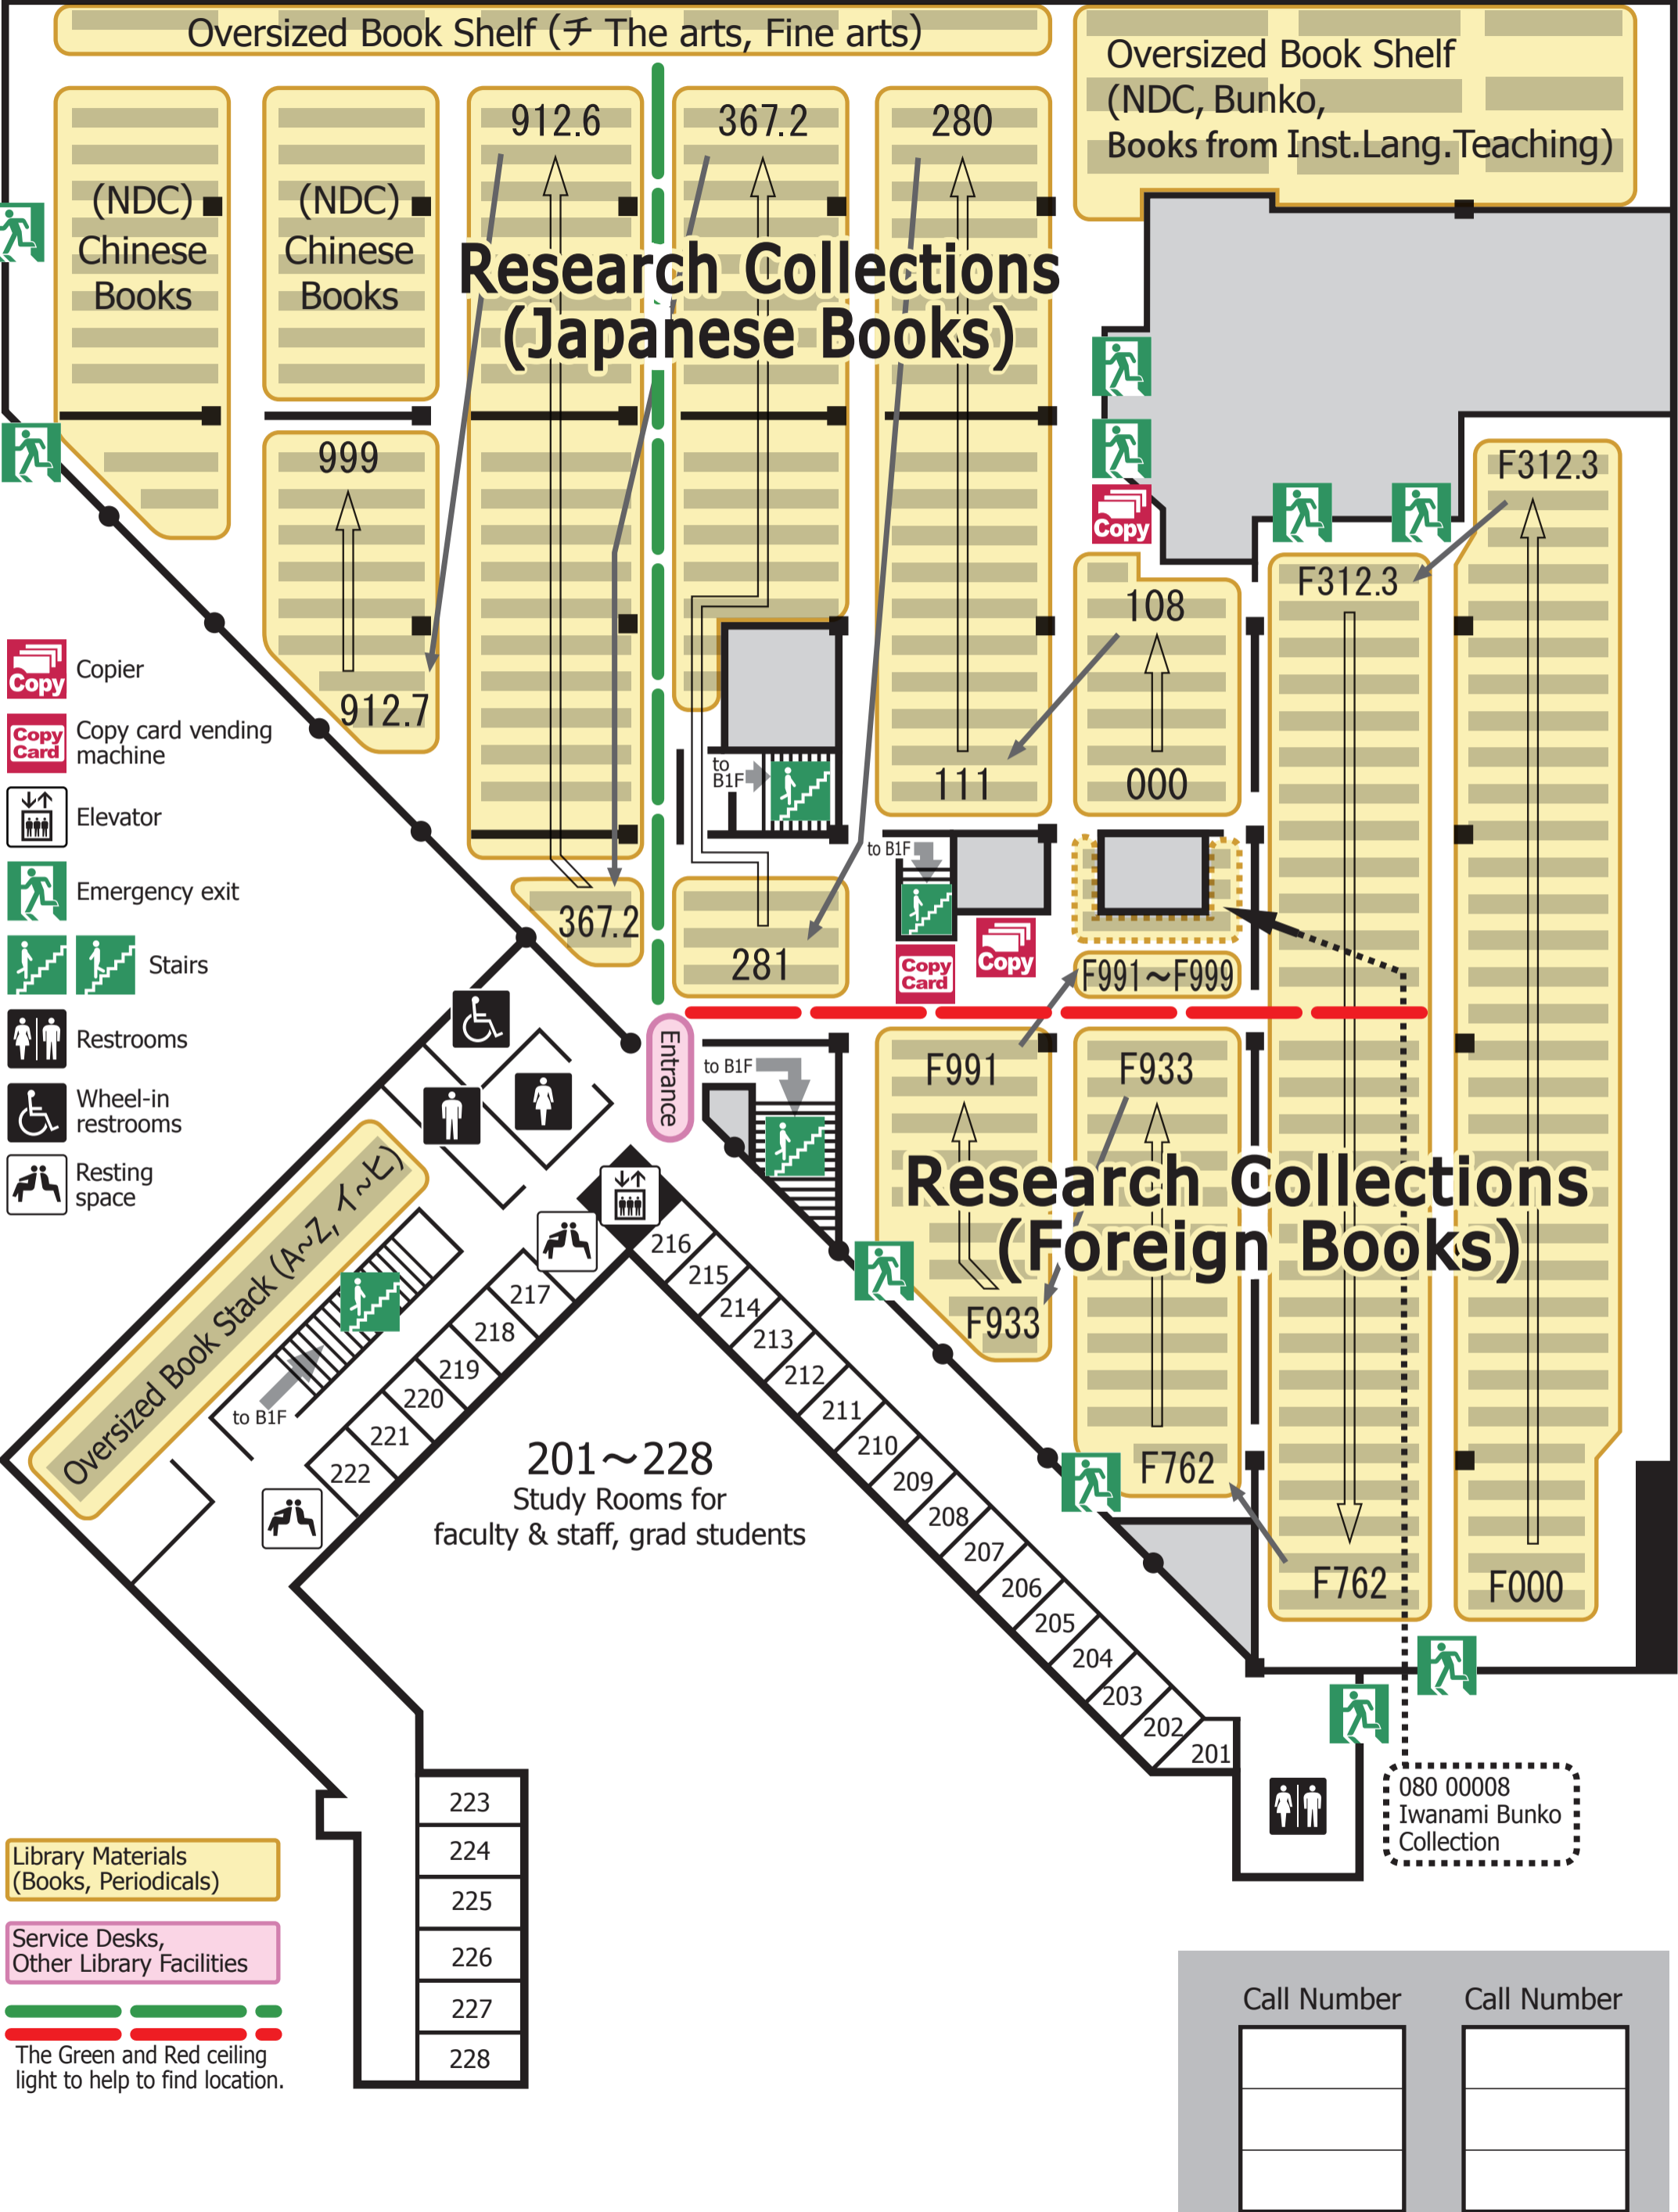 Oversized Book Shelf (チ The arts, Fine arts)
Oversized Book Shelf
(NDC, Bunko,
Books from Inst.Lang.Teaching)
912.6
367.2
280
(NDC)
Chinese
Books
(NDC)
Chinese
Books
Research Collections
(Japanese Books)
999
912.7
F312.3
Copy
F312.3
108
Copier
Copy
Copy card vending
machine
Copy
Card
Elevator
Emergency exit
Stairs
Restrooms
Wheel-in
restrooms
Resting
space
to
B1F
111
000
to B1F
367.2
281
Copy
Card
Copy
F991～F999
Entrance
to B1F
F991
F933
Research Collections
(Foreign Books)
F933
F762
F762
F000
Oversized Book Stack (A~Z, イ~ヒ)
to B1F
216
215
214
213
212
211
210
209
208
207
206
205
204
203
202
201
217
218
219
220
221
222
201～228
Study Rooms for
faculty & staff, grad students
223
224
225
226
227
228
080 00008
Iwanami Bunko
Collection
Library Materials
(Books, Periodicals)
Service Desks,
Other Library Facilities
The Green and Red ceiling
light to help to find location.
Call Number
Call Number